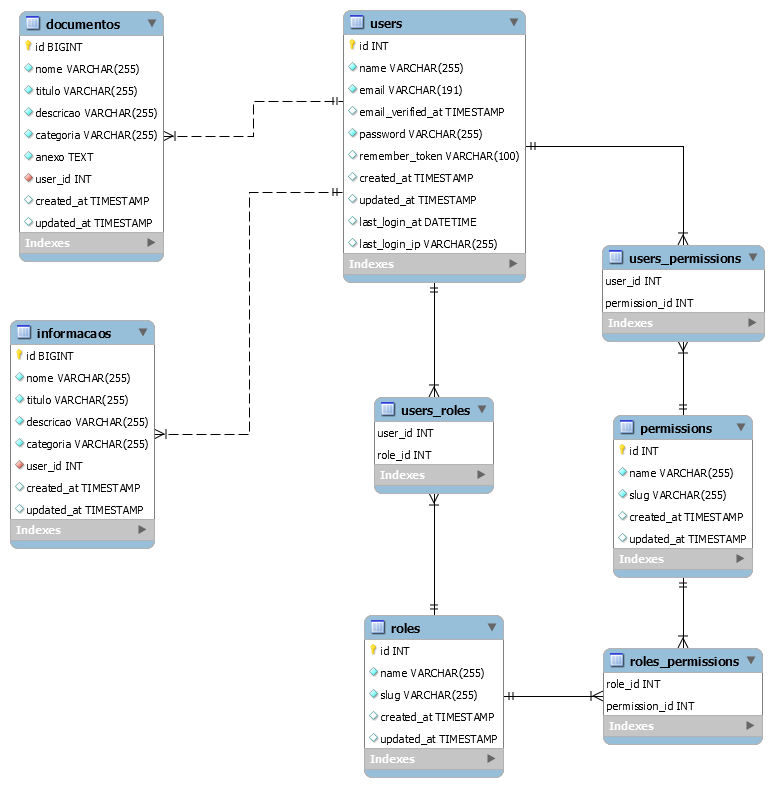 documentos
id BIGINT
nome VARCHAR(255)
titulo VARCHAR(255)
descricao VARCHAR(255)
categoria VARCHAR(255)
anexo TEXT
user_id INT
created_at TIMESTAMP
updated_at TIMESTAMP
Indexes
users
id INT
name VARCHAR(255)
email VARCHAR(191)
email_verified_at TIMESTAMP
password VARCHAR(255)
remember_token VARCHAR(100)
created_at TIMESTAMP
updated_at TIMESTAMP
last_login_at DATETIME
last_login_ip VARCHAR(255)
Indexes
users_permissions
user_id INT
permission_id INT
Indexes
informacaos
id BIGINT
nome VARCHAR(255)
titulo VARCHAR(255)
descricao VARCHAR(255)
categoria VARCHAR(255)
user_id INT
created_at TIMESTAMP
updated_at TIMESTAMP
Indexes
users_roles
user_id INT
role_id INT
Indexes
permissions
id INT
name VARCHAR(255)
slug VARCHAR(255)
created_at TIMESTAMP
updated_at TIMESTAMP
Indexes
roles
id INT
name VARCHAR(255)
slug VARCHAR(255)
created_at TIMESTAMP
updated_at TIMESTAMP
Indexes
roles_permissions
role_id INT
permission_id INT
Indexes